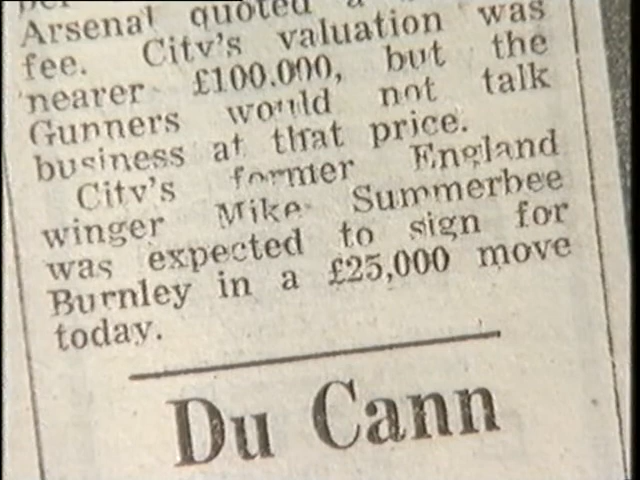 Arsenal quoted a
fee. City's valuation was
nearer £100.000, but the
Gunners would not talk
business at that price.
City's former England
winger Mike Summerbee
was expected to sign for
Burnley in a £25,000 move
today.
Du Cann